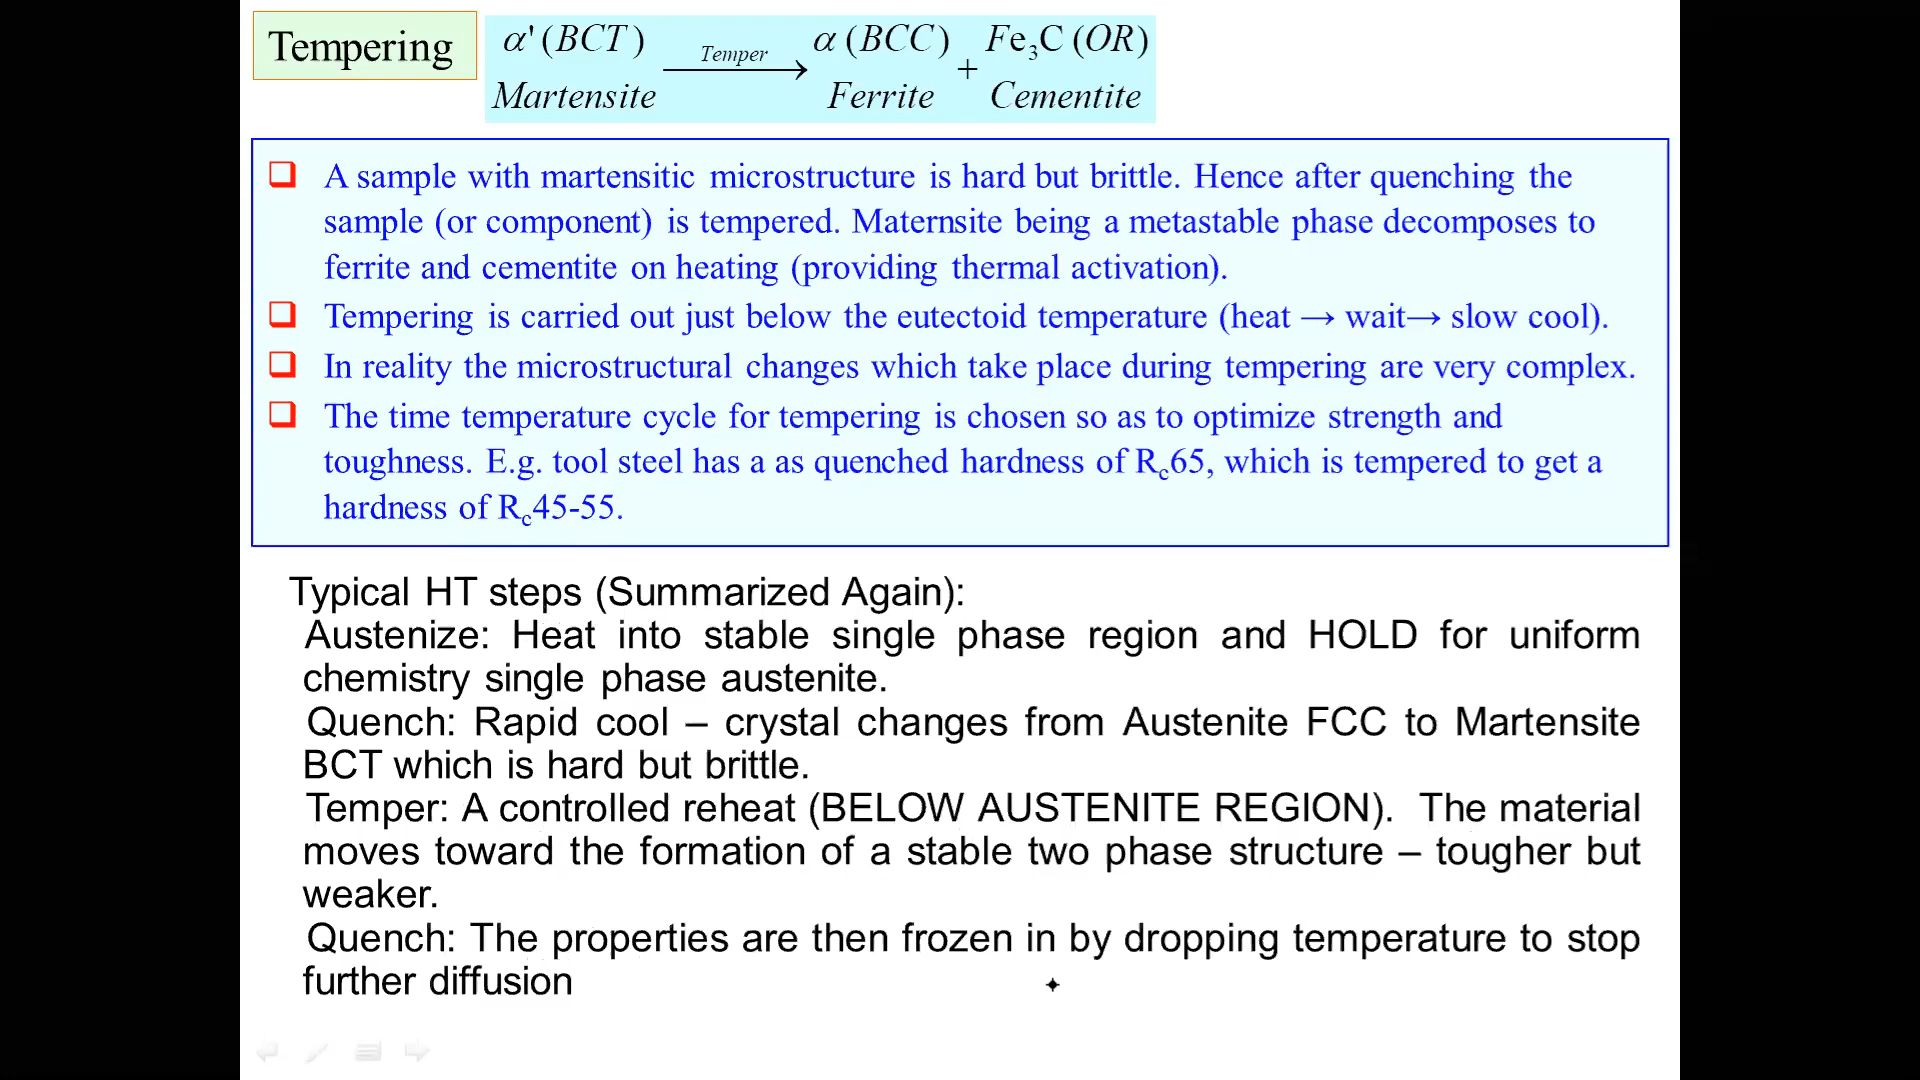 Tempering
α' (BCT) Temper α (BCC) + Fe₃C (OR)
Martensite Ferrite Cementite
A sample with martensitic microstructure is hard but brittle. Hence after quenching the
sample (or component) is tempered. Maternsite being a metastable phase decomposes to
ferrite and cementite on heating (providing thermal activation).
Tempering is carried out just below the eutectoid temperature (heat → wait→ slow cool).
In reality the microstructural changes which take place during tempering are very complex.
The time temperature cycle for tempering is chosen so as to optimize strength and
toughness. E.g. tool steel has a as quenched hardness of Rc65, which is tempered to get a
hardness of Rc45-55.
Typical HT steps (Summarized Again):
Austenize: Heat into stable single phase region and HOLD for uniform
chemistry single phase austenite.
Quench: Rapid cool – crystal changes from Austenite FCC to Martensite
BCT which is hard but brittle.
Temper: A controlled reheat (BELOW AUSTENITE REGION). The material
moves toward the formation of a stable two phase structure – tougher but
weaker.
Quench: The properties are then frozen in by dropping temperature to stop
further diffusion